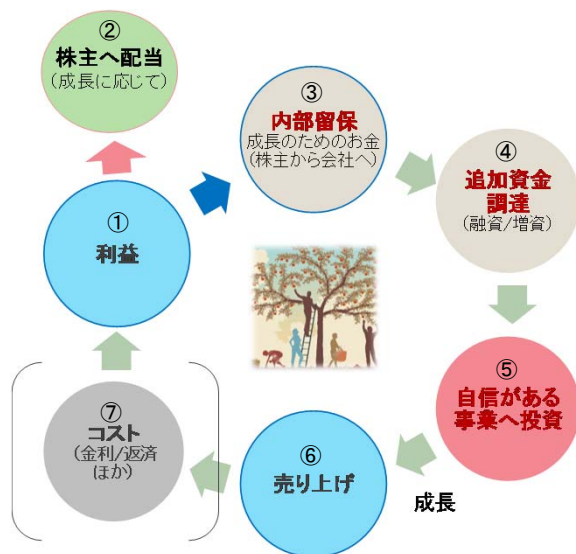 ②
株主へ配当
(成長に応じて)
③
内部留保
成長のためのお金
(株主から会社へ)
④
追加資金
調達
(融資/増資)
①
利益
⑤
自信がある
事業へ投資
⑦
コスト
(金利/返済
ほか)
⑥
売り上げ
成長